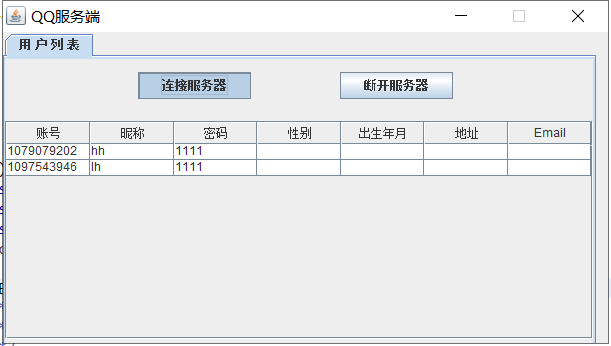 QQ服务端
用户列表
连接服务器 断开服务器
账号 昵称 密码 性别 出生年月 地址 Email
1079079202 hh 1111
1097543946 lh 1111